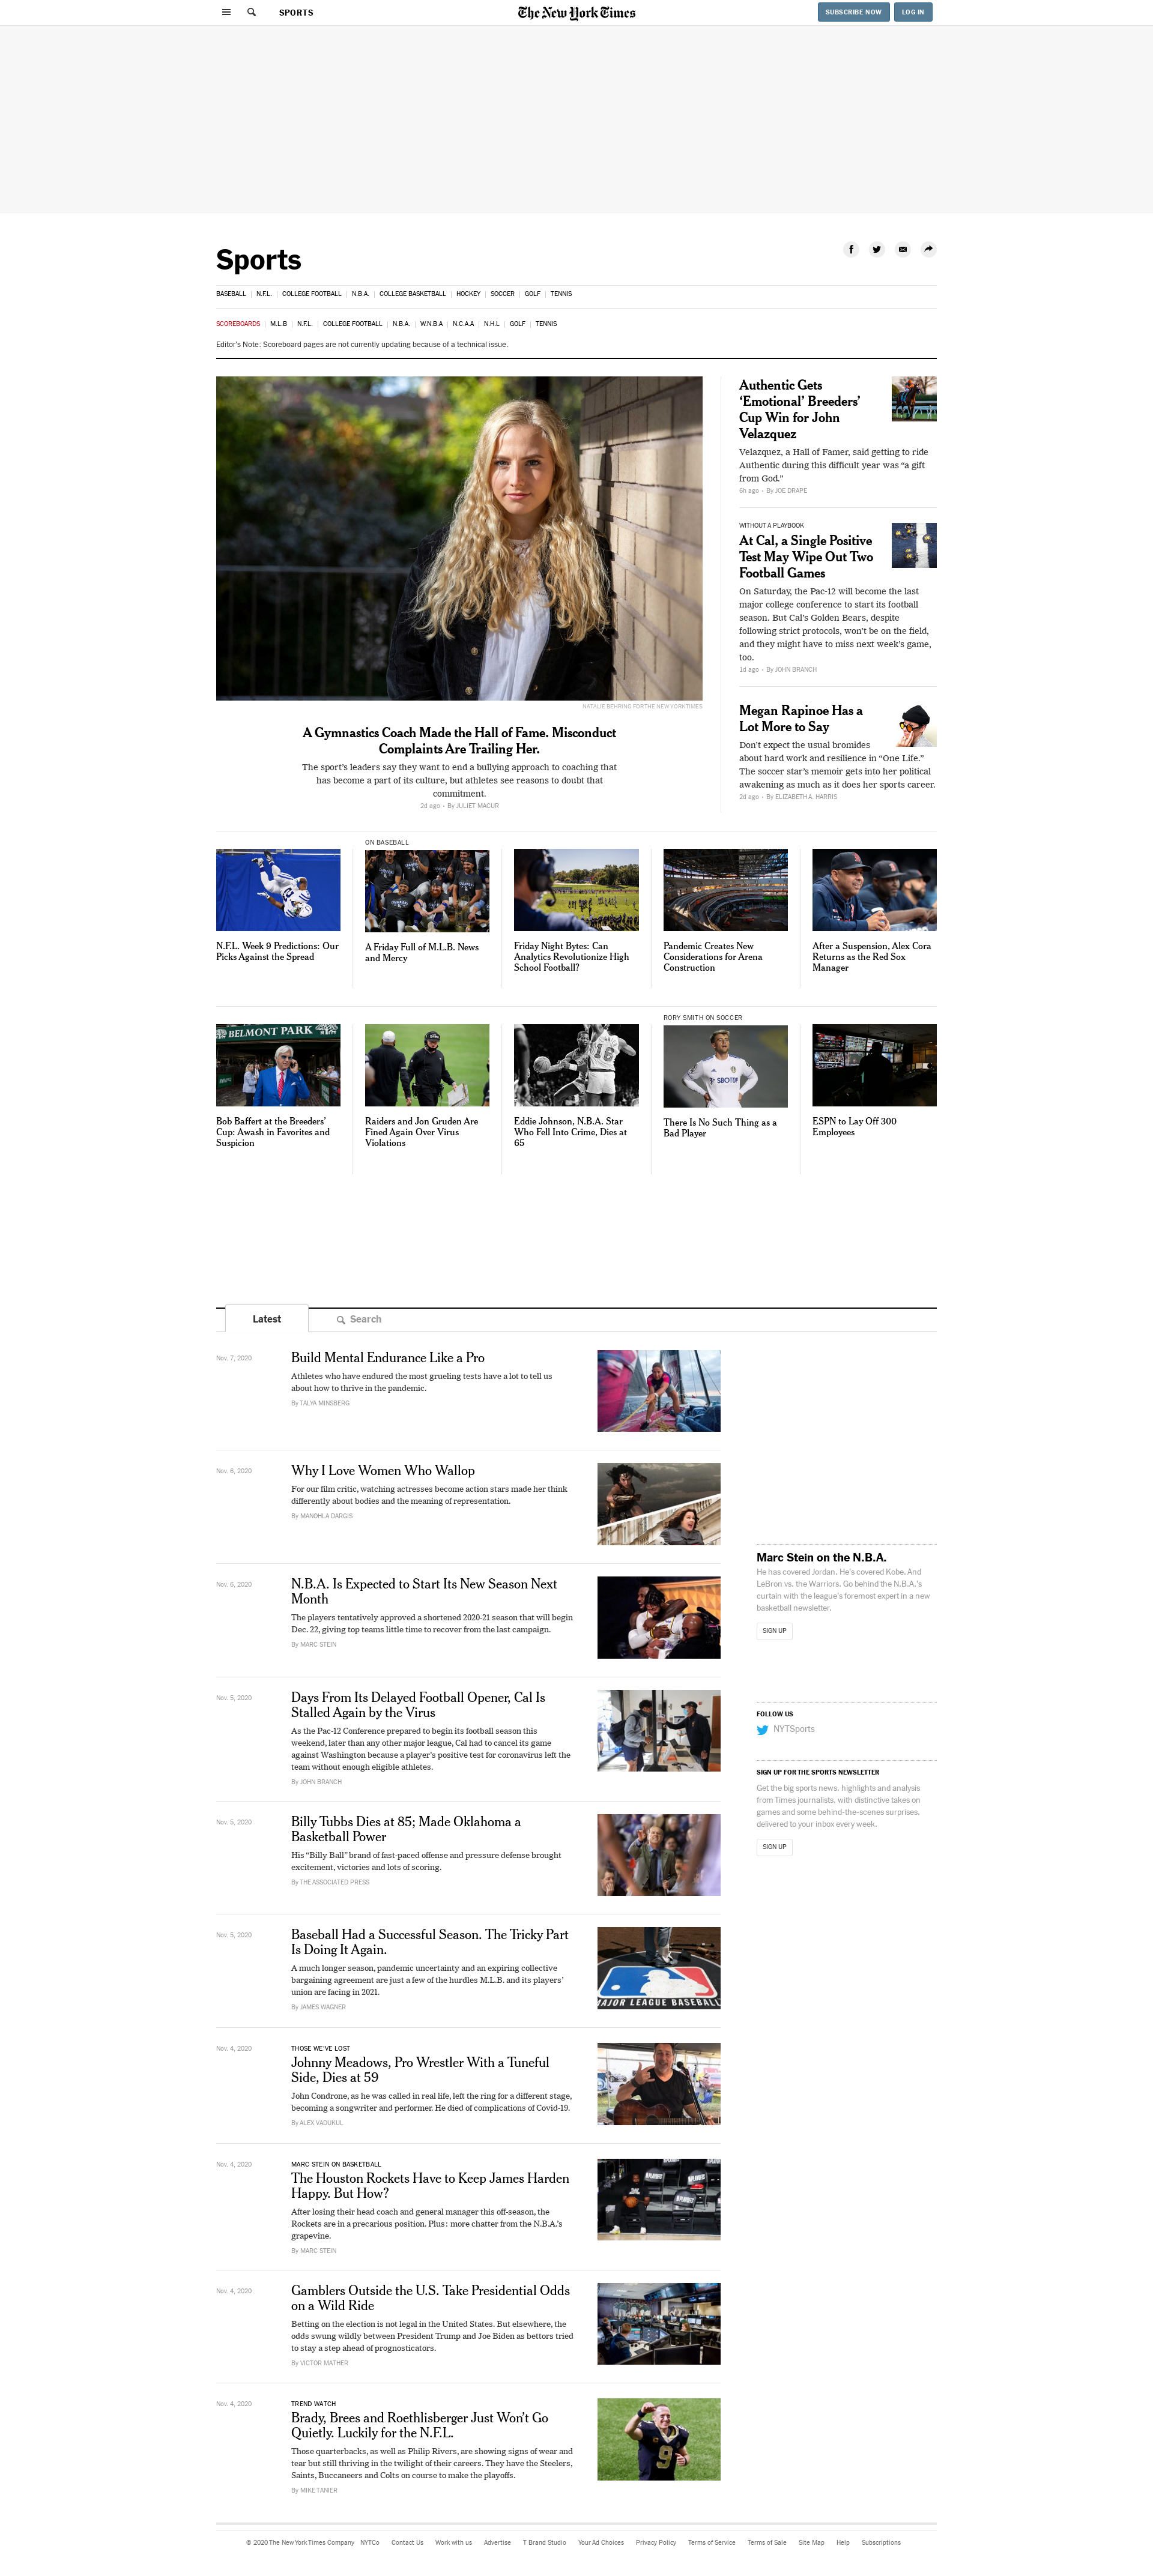 SPORTS
The New York Times
SUBSCRIBE NOW
LOG IN
Sports
BASEBALL | N.F.L. | COLLEGE FOOTBALL | N.B.A. | COLLEGE BASKETBALL | HOCKEY | SOCCER | GOLF | TENNIS
SCOREBOARDS | M.L.B | N.F.L. | COLLEGE FOOTBALL | N.B.A. | W.N.B.A | N.C.A.A | N.H.L | GOLF | TENNIS
Editor's Note: Scoreboard pages are not currently updating because of a technical issue.
NATALIE BEHRING FOR THE NEW YORK TIMES
A Gymnastics Coach Made the Hall of Fame. Misconduct
Complaints Are Trailing Her.
The sport’s leaders say they want to end a bullying approach to coaching that
has become a part of its culture, but athletes see reasons to doubt that
commitment.
2d ago - By JULIET MACUR
Authentic Gets
‘Emotional’ Breeders’
Cup Win for John
Velazquez
Velazquez, a Hall of Famer, said getting to ride
Authentic during this difficult year was “a gift
from God.”
6h ago - By JOE DRAPE
WITHOUT A PLAYBOOK
At Cal, a Single Positive
Test May Wipe Out Two
Football Games
On Saturday, the Pac-12 will become the last
major college conference to start its football
season. But Cal’s Golden Bears, despite
following strict protocols, won’t be on the field,
and they might have to miss next week’s game,
too.
1d ago - By JOHN BRANCH
Megan Rapinoe Has a
Lot More to Say
Don’t expect the usual bromides
about hard work and resilience in “One Life.”
The soccer star’s memoir gets into her political
awakening as much as it does her sports career.
2d ago - By ELIZABETH A. HARRIS
N.F.L. Week 9 Predictions: Our
Picks Against the Spread
ON BASEBALL
A Friday Full of M.L.B. News
and Mercy
Friday Night Bytes: Can
Analytics Revolutionize High
School Football?
Pandemic Creates New
Considerations for Arena
Construction
After a Suspension, Alex Cora
Returns as the Red Sox
Manager
BELMONT PARK
Bob Baffert at the Breeders’
Cup: Awash in Favorites and
Suspicion
Raiders and Jon Gruden Are
Fined Again Over Virus
Violations
16
Eddie Johnson, N.B.A. Star
Who Fell Into Crime, Dies at
65
RORY SMITH ON SOCCER
SBOTOP
There Is No Such Thing as a
Bad Player
ESPN to Lay Off 300
Employees
Latest
Search
Nov. 7, 2020
Build Mental Endurance Like a Pro
Athletes who have endured the most grueling tests have a lot to tell us
about how to thrive in the pandemic.
By TALYA MINSBERG
Nov. 6, 2020
Why I Love Women Who Wallop
For our film critic, watching actresses become action stars made her think
differently about bodies and the meaning of representation.
By MANOHLA DARGIS
Nov. 6, 2020
N.B.A. Is Expected to Start Its New Season Next
Month
The players tentatively approved a shortened 2020-21 season that will begin
Dec. 22, giving top teams little time to recover from the last campaign.
By MARC STEIN
Nov. 5, 2020
Days From Its Delayed Football Opener, Cal Is
Stalled Again by the Virus
As the Pac-12 Conference prepared to begin its football season this
weekend, later than any other major league, Cal had to cancel its game
against Washington because a player’s positive test for coronavirus left the
team without enough eligible athletes.
By JOHN BRANCH
Nov. 5, 2020
Billy Tubbs Dies at 85; Made Oklahoma a
Basketball Power
His “Billy Ball” brand of fast-paced offense and pressure defense brought
excitement, victories and lots of scoring.
By THE ASSOCIATED PRESS
Nov. 5, 2020
Baseball Had a Successful Season. The Tricky Part
Is Doing It Again.
A much longer season, pandemic uncertainty and an expiring collective
bargaining agreement are just a few of the hurdles M.L.B. and its players’
union are facing in 2021.
By JAMES WAGNER
MAJOR LEAGUE BASEBALL
Nov. 4, 2020
THOSE WE’VE LOST
Johnny Meadows, Pro Wrestler With a Tuneful
Side, Dies at 59
John Condrone, as he was called in real life, left the ring for a different stage,
becoming a songwriter and performer. He died of complications of Covid-19.
By ALEX VADUKUL
Nov. 4, 2020
MARC STEIN ON BASKETBALL
The Houston Rockets Have to Keep James Harden
Happy. But How?
After losing their head coach and general manager this off-season, the
Rockets are in a precarious position. Plus: more chatter from the N.B.A.’s
grapevine.
By MARC STEIN
Nov. 4, 2020
Gamblers Outside the U.S. Take Presidential Odds
on a Wild Ride
Betting on the election is not legal in the United States. But elsewhere, the
odds swung wildly between President Trump and Joe Biden as bettors tried
to stay a step ahead of prognosticators.
By VICTOR MATHER
Nov. 4, 2020
TREND WATCH
Brady, Brees and Roethlisberger Just Won’t Go
Quietly. Luckily for the N.F.L.
Those quarterbacks, as well as Philip Rivers, are showing signs of wear and
tear but still thriving in the twilight of their careers. They have the Steelers,
Saints, Buccaneers and Colts on course to make the playoffs.
By MIKE TANIER
9
Marc Stein on the N.B.A.
He has covered Jordan. He’s covered Kobe. And
LeBron vs. the Warriors. Go behind the N.B.A.’s
curtain with the league’s foremost expert in a new
basketball newsletter.
SIGN UP
FOLLOW US
NYTSports
SIGN UP FOR THE SPORTS NEWSLETTER
Get the big sports news, highlights and analysis
from Times journalists, with distinctive takes on
games and some behind-the-scenes surprises,
delivered to your inbox every week.
SIGN UP
© 2020 The New York Times Company NYTCo Contact Us Work with us Advertise T Brand Studio Your Ad Choices Privacy Policy Terms of Service Terms of Sale Site Map Help Subscriptions